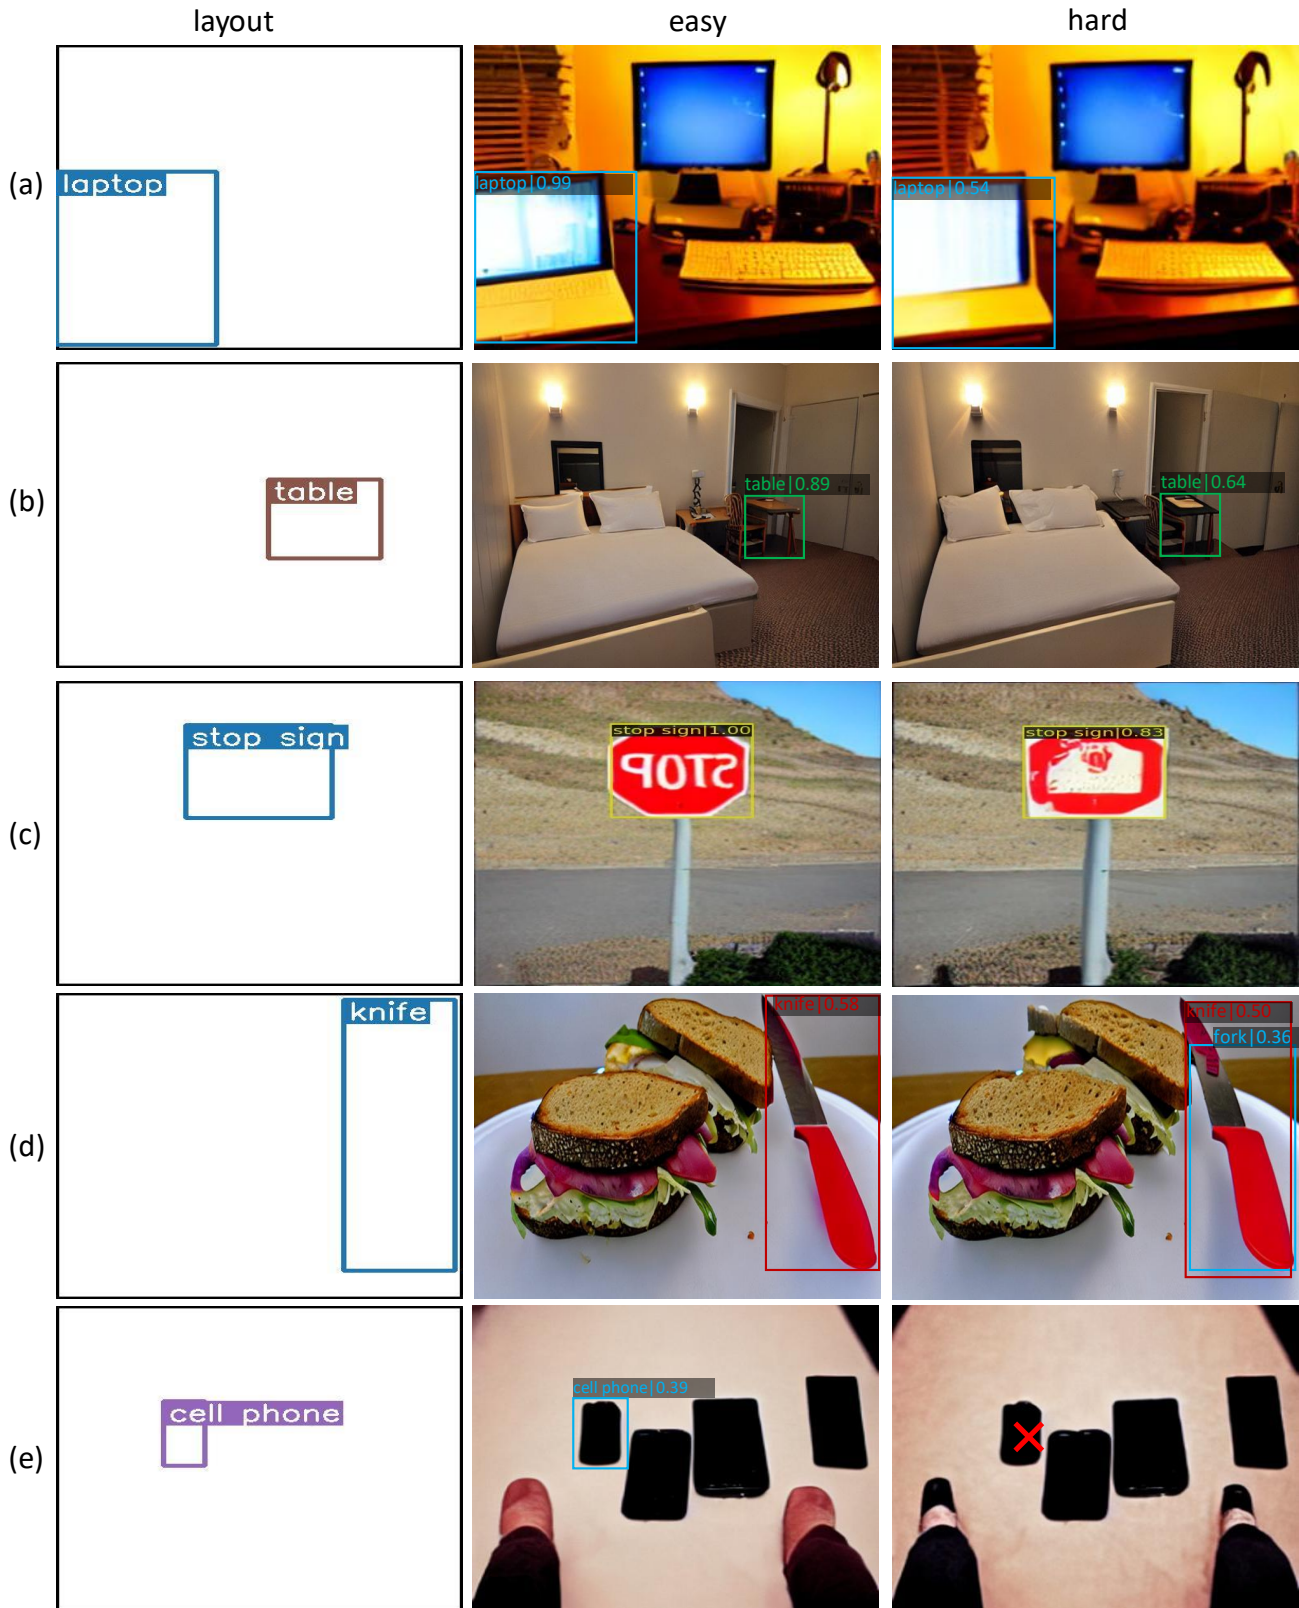 layout easy hard
(a)
laptop
laptop|0.99
laptop|0.54
(b)
table
table|0.89
table|0.64
(c)
stop sign
stop sign|1.00
STOP
stop sign|0.83
(d)
knife
knife|0.58
knife|0.50
fork|0.36
(e)
cell phone
cell phone|0.39